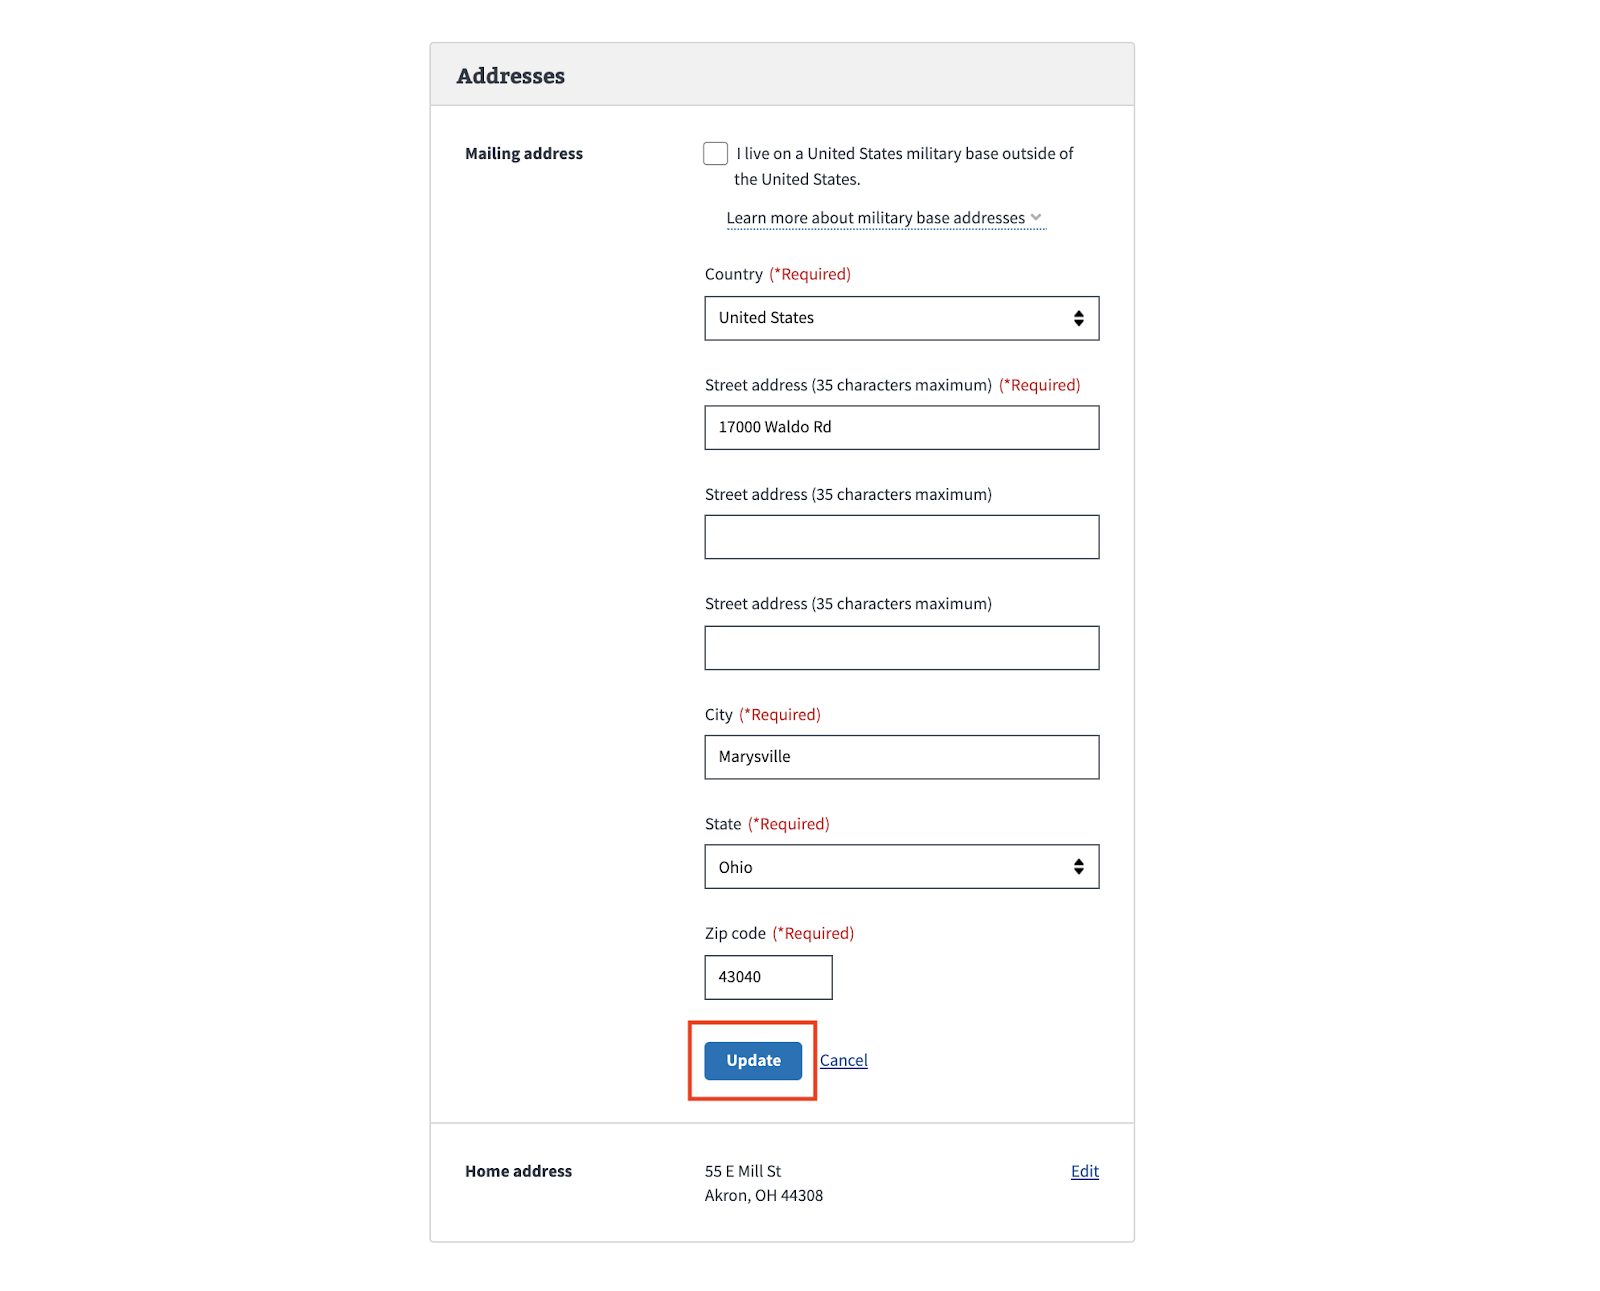 Addresses
Mailing address
I live on a United States military base outside of
the United States.
Learn more about military base addresses
Country (*Required)
United States
Street address (35 characters maximum) (*Required)
17000 Waldo Rd
Street address (35 characters maximum)
Street address (35 characters maximum)
City (*Required)
Marysville
State (*Required)
Ohio
Zip code (*Required)
43040
Update Cancel
Home address
55 E Mill St
Akron, OH 44308
Edit